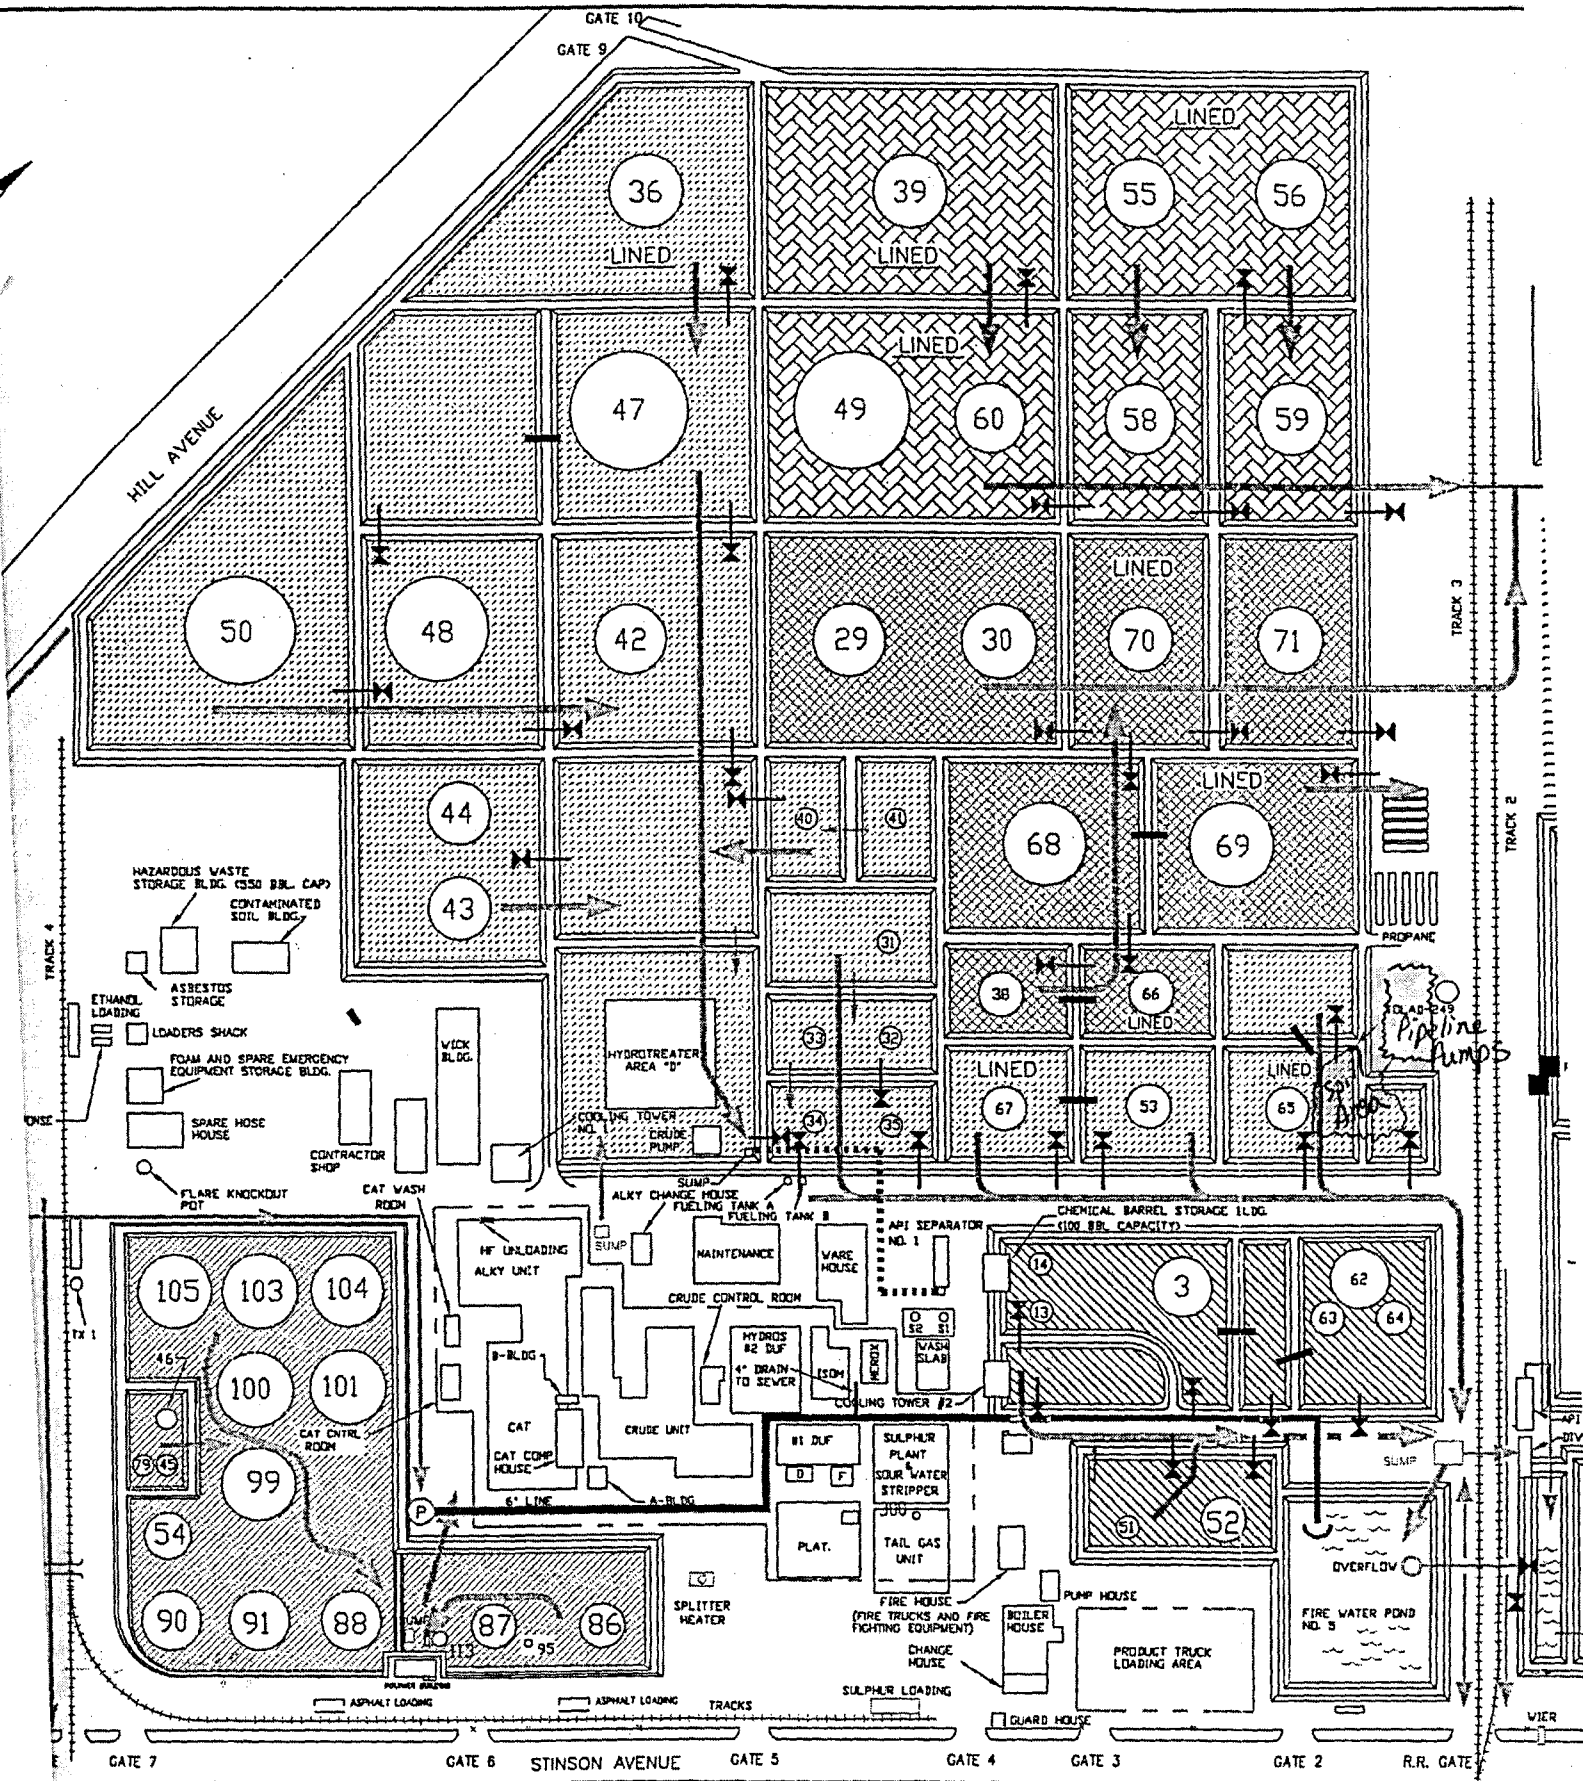 GATE 10
GATE 9
LINED
36
39
55
56
LINED
LINED
HILL AVENUE
LINED
47
49
60
58
59
TRACK 3
LINED
50
48
42
29
30
70
71
TRACK 2
LINED
44
40
41
68
69
HAZARDOUS WASTE
STORAGE BLDG. (550 BBL. CAP)
CONTAMINATED
SOIL BLDG.
43
31
PROPANE
TRACK 4
ASBESTOS
STORAGE
38
66
LINED
ETHANOL
LOADING
LOADERS SHACK
WICK
BLDG.
Pipeline
Pumps
33
32
FOAM AND SPARE EMERGENCY
EQUIPMENT STORAGE BLDG.
HYDROTREATER
AREA "D"
LINED
LINED
67
53
65
Area
SPARE HOSE
HOUSE
COOLING TOWER
NO. 1
CRUDE
PUMP
34
35
CONTRACTOR
SHOP
FLARE KNOCKOUT
POT
CAT WASH
ROOM
SUMP
ALKY CHANGE HOUSE
FUELING TANK A
FUELING TANK B
API SEPARATOR
NO. 1
CHEMICAL BARREL STORAGE BLDG.
(100 BBL CAPACITY)
HF UNLOADING
ALKY UNIT
SUMP
MAINTENANCE
WARE
HOUSE
14
3
62
63
64
13
105
103
104
TX 1
CRUDE CONTROL ROOM
S2
S1
WASH
SLAB
46
100
101
B-BLDG
HYDROS
#2 DUF
4" DRAIN
TO SEWER
ISOM
MEROX
COOLING TOWER #2
CAT CNTRL
ROOM
CAT
CRUDE UNIT
79
45
99
CAT COMP
HOUSE
#1 DUF
D
F
SULPHUR
PLANT
&
SOUR WATER
STRIPPER
300
API
DIV
SUMP
P
6" LINE
A-BLDG
54
PLAT.
TAIL GAS
UNIT
51
52
OVERFLOW
90
91
88
87
95
86
113
SPLITTER
HEATER
FIRE HOUSE
(FIRE TRUCKS AND FIRE
FIGHTING EQUIPMENT)
PUMP HOUSE
BOILER
HOUSE
CHANGE
HOUSE
PRODUCT TRUCK
LOADING AREA
FIRE WATER POND
NO. 5
ASPHALT LOADING
ASPHALT LOADING
TRACKS
SULPHUR LOADING
GUARD HOUSE
WIER
GATE 7
GATE 6
STINSON AVENUE
GATE 5
GATE 4
GATE 3
GATE 2
R.R. GATE